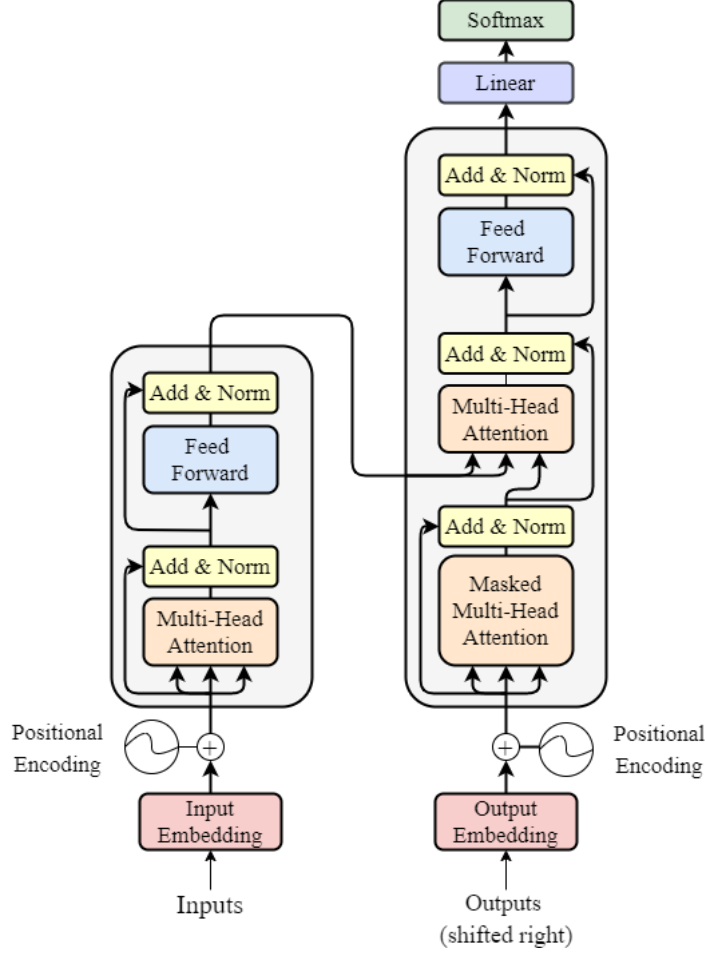 Softmax
Linear
Add & Norm
Feed
Forward
Add & Norm
Multi-Head
Attention
Add & Norm
Masked
Multi-Head
Attention
Add & Norm
Feed
Forward
Add & Norm
Multi-Head
Attention
Positional
Encoding
Positional
Encoding
Input
Embedding
Output
Embedding
Inputs
Outputs
(shifted right)